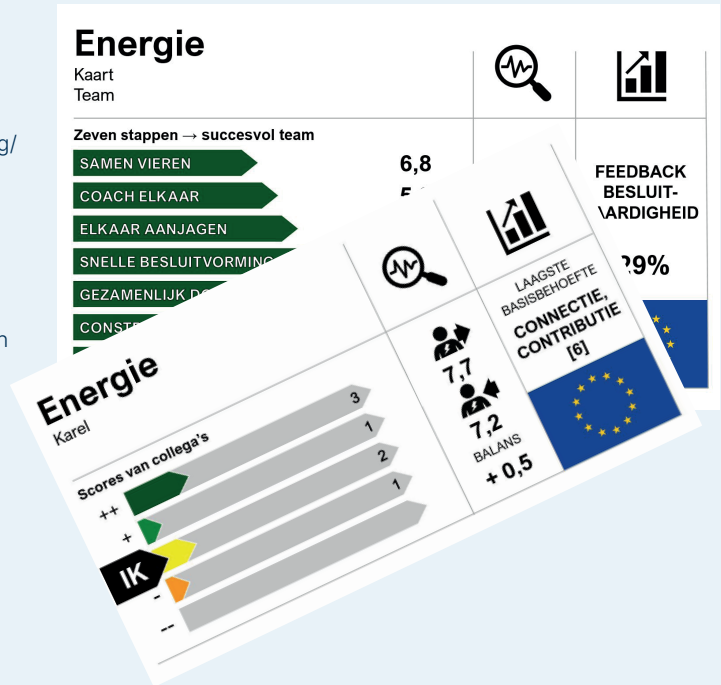 g/
n
Energie
Kaart
Team
Zeven stappen → succesvol team
SAMEN VIEREN 6,8
COACH ELKAAR
ELKAAR AANJAGEN
SNELLE BESLUITVORMING
GEZAMENLIJK
FEEDBACK
BESLUIT-
AARDIGHEID
29%
Energie
Karel
Scores van collega's
++ 3
+ 1
IK 2
- 1
--
7,7
7,2
BALANS
+ 0,5
LAAGSTE
BASISBEHOEFTE
CONNECTIE,
CONTRIBUTIE
[6]